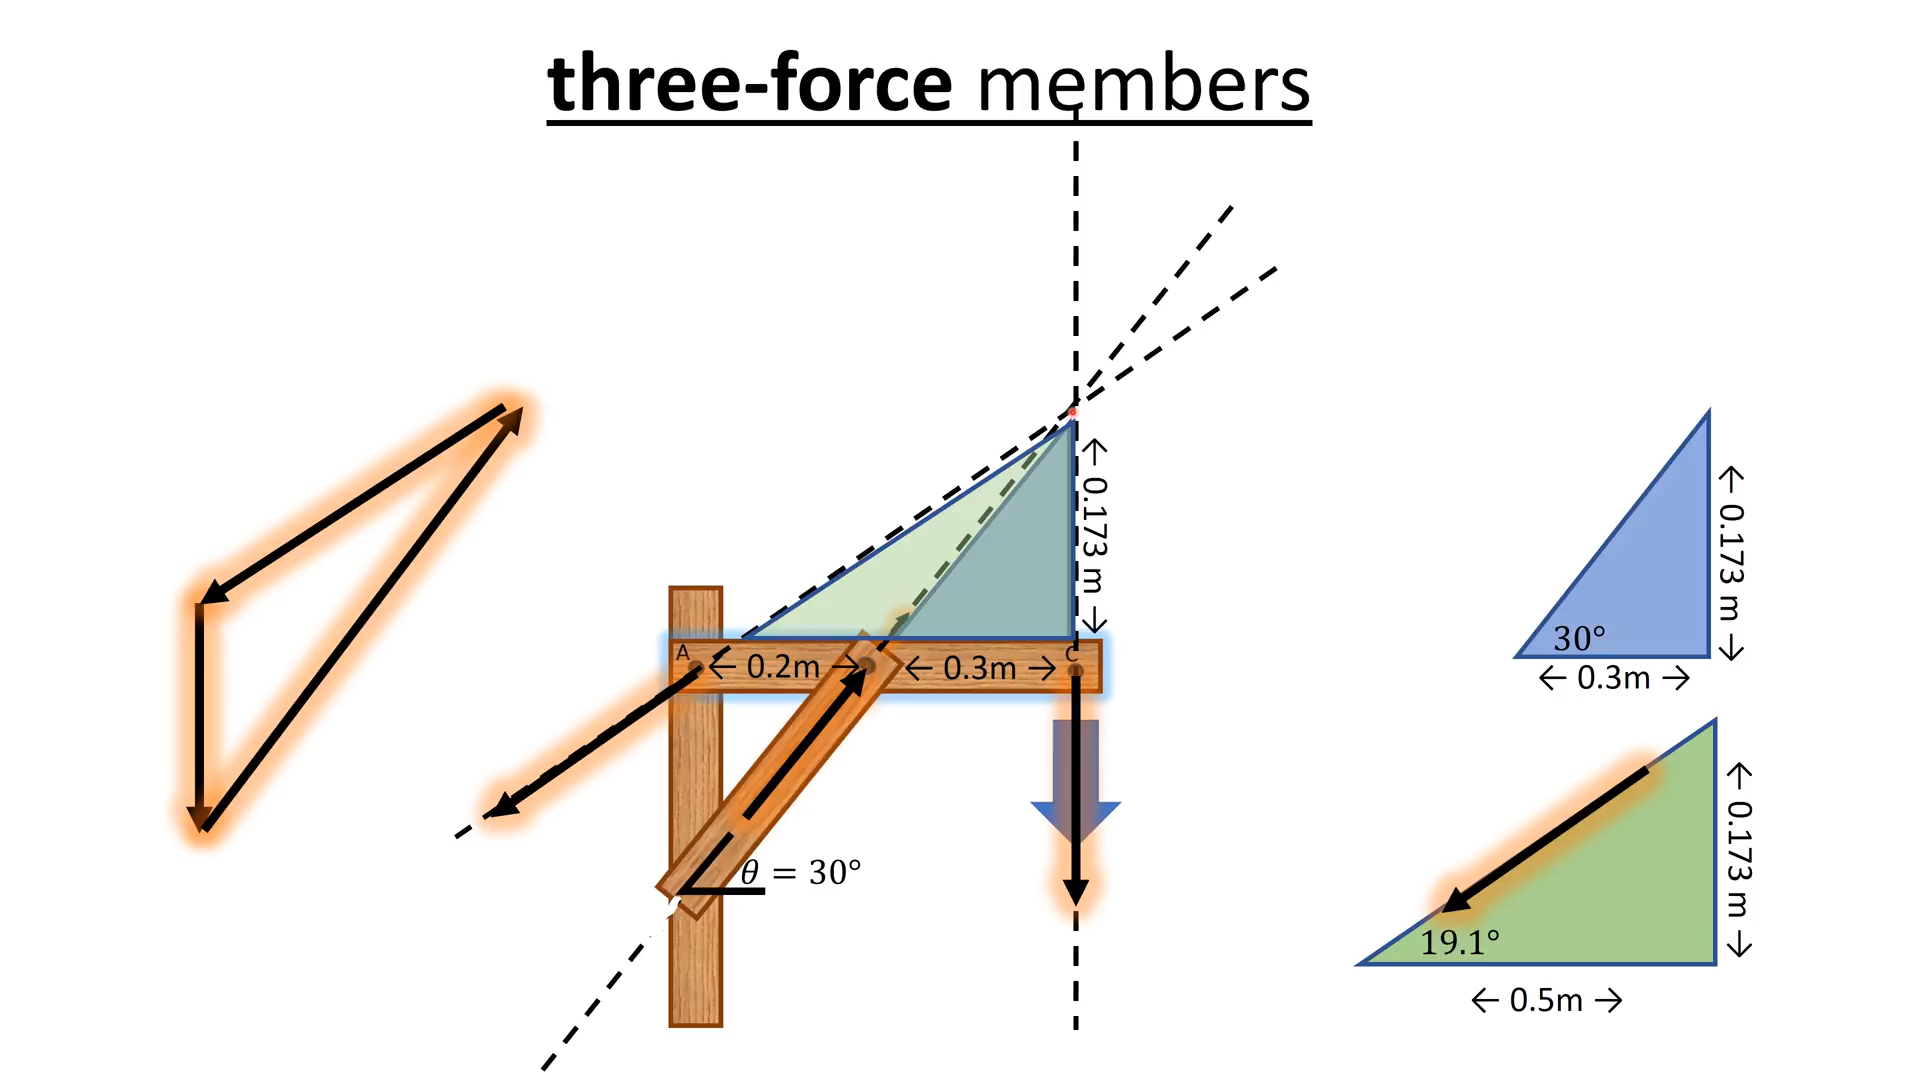 three-force members
← 0.173 m →
A
← 0.2m →
← 0.3m →
C
θ = 30°
30°
← 0.173 m →
← 0.3m →
19.1°
← 0.173 m →
← 0.5m →